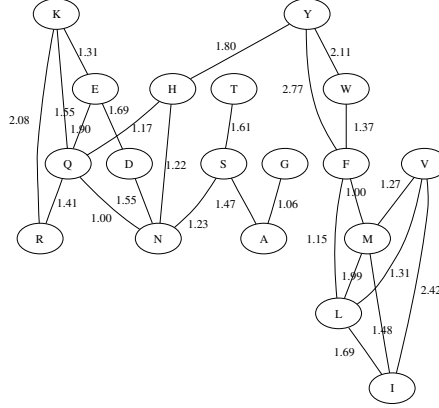 K Y
1.31 1.80 2.11
E H T W
2.08 1.55 1.90 1.69 1.17 1.61 2.77 1.37
Q D S G F V
1.41 1.00 1.55 1.22 1.23 1.47 1.06 1.00 1.27
R N A M
1.15 1.99 1.31 2.42
L
1.69 1.48
I